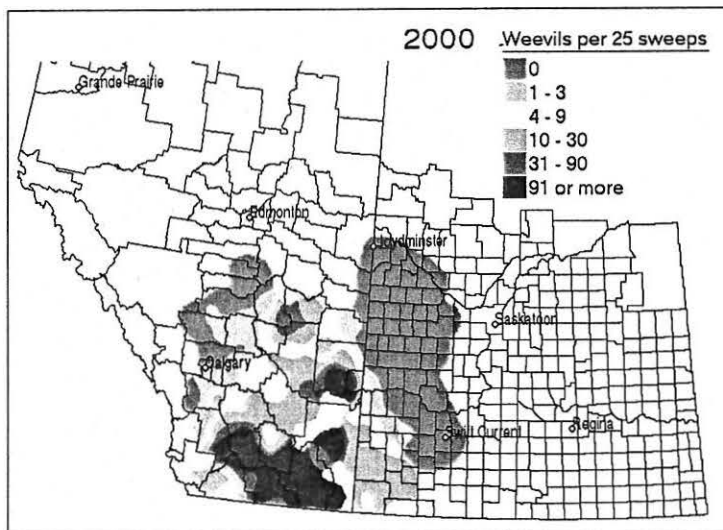 2000
Weevils per 25 sweeps
0
1 - 3
4 - 9
10 - 30
31 - 90
91 or more
Grande Prairie
Edmonton
Lloydminster
Saskatoon
Calgary
Swift Current
Regina